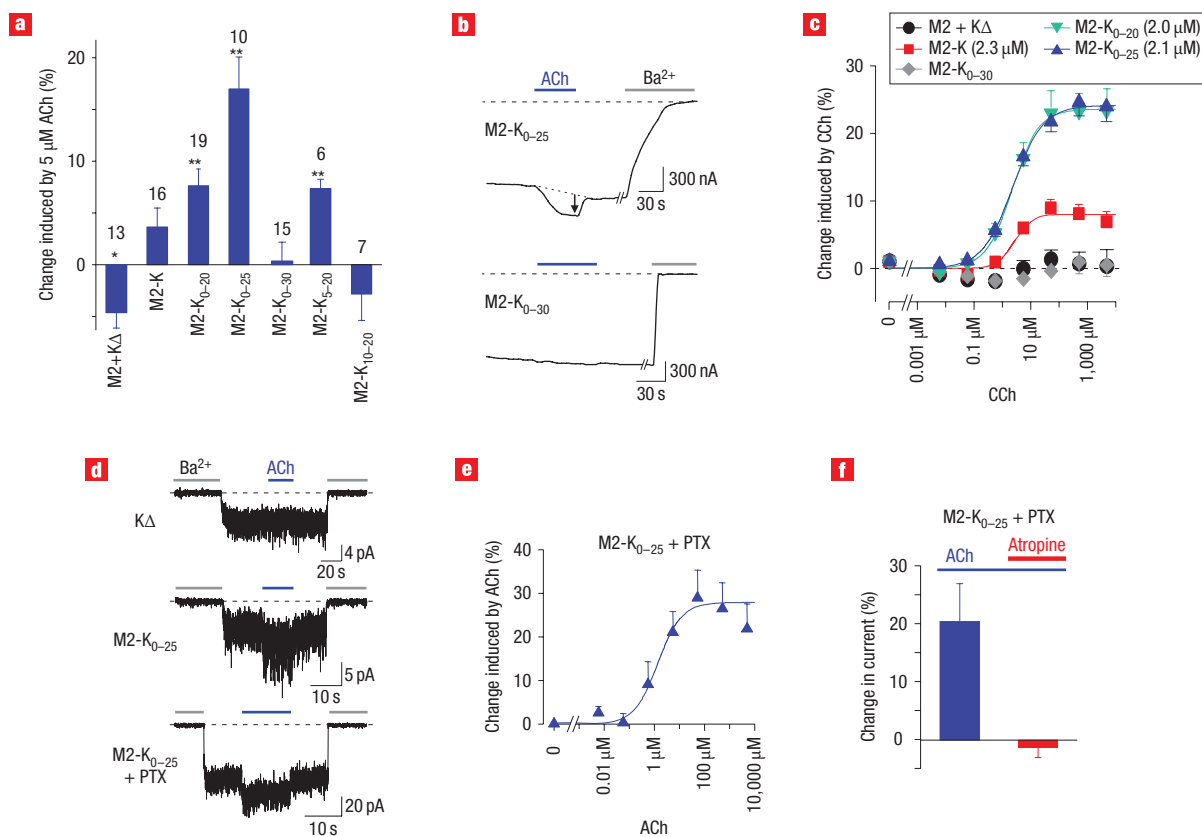 a
Change induced by 5 µM ACh (%)
20
10
0
13
*
16
19
**
10
**
15
6
**
7
M2+KΔ
M2-K
M2-K0–20
M2-K0–25
M2-K0–30
M2-K5–20
M2-K10–20
b
ACh
Ba2+
M2-K0–25
300 nA
30 s
M2-K0–30
300 nA
30 s
c
M2 + KΔ
M2-K (2.3 µM)
M2-K0–30
M2-K0–20 (2.0 µM)
M2-K0–25 (2.1 µM)
Change induced by CCh (%)
30
20
10
0
0
0.001 µM
0.1 µM
10 µM
1,000 µM
CCh
d
Ba2+
ACh
KΔ
4 pA
20 s
M2-K0–25
5 pA
10 s
M2-K0–25
+ PTX
20 pA
10 s
e
M2-K0–25 + PTX
Change induced by ACh (%)
40
30
20
10
0
0
0.01 µM
1 µM
100 µM
10,000 µM
ACh
f
M2-K0–25 + PTX
ACh
Atropine
Change in current (%)
30
20
10
0